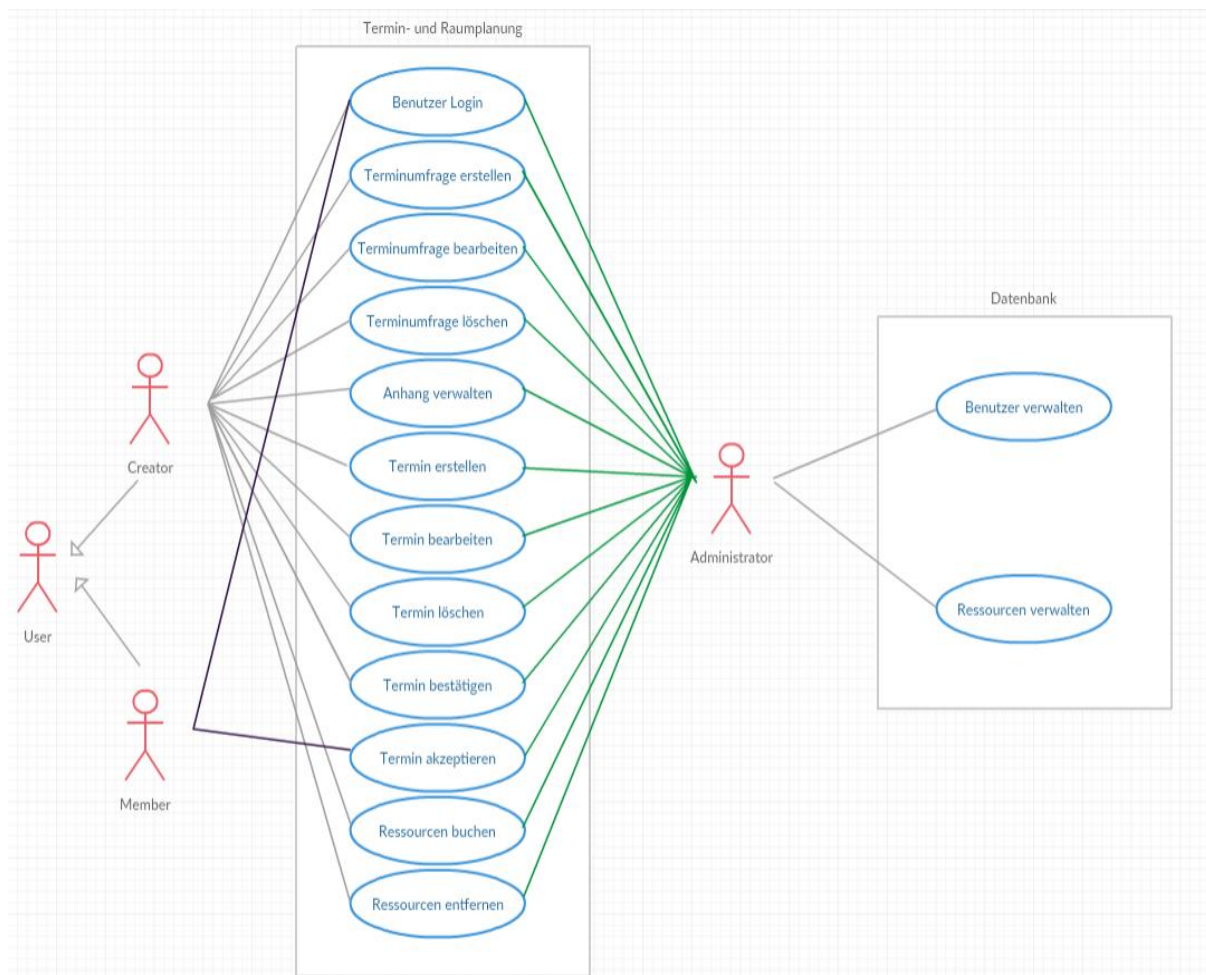 Termin- und Raumplanung
Benutzer Login
Terminumfrage erstellen
Terminumfrage bearbeiten
Terminumfrage löschen
Anhang verwalten
Termin erstellen
Termin bearbeiten
Termin löschen
Termin bestätigen
Termin akzeptieren
Ressourcen buchen
Ressourcen entfernen
Creator
User
Member
Administrator
Datenbank
Benutzer verwalten
Ressourcen verwalten